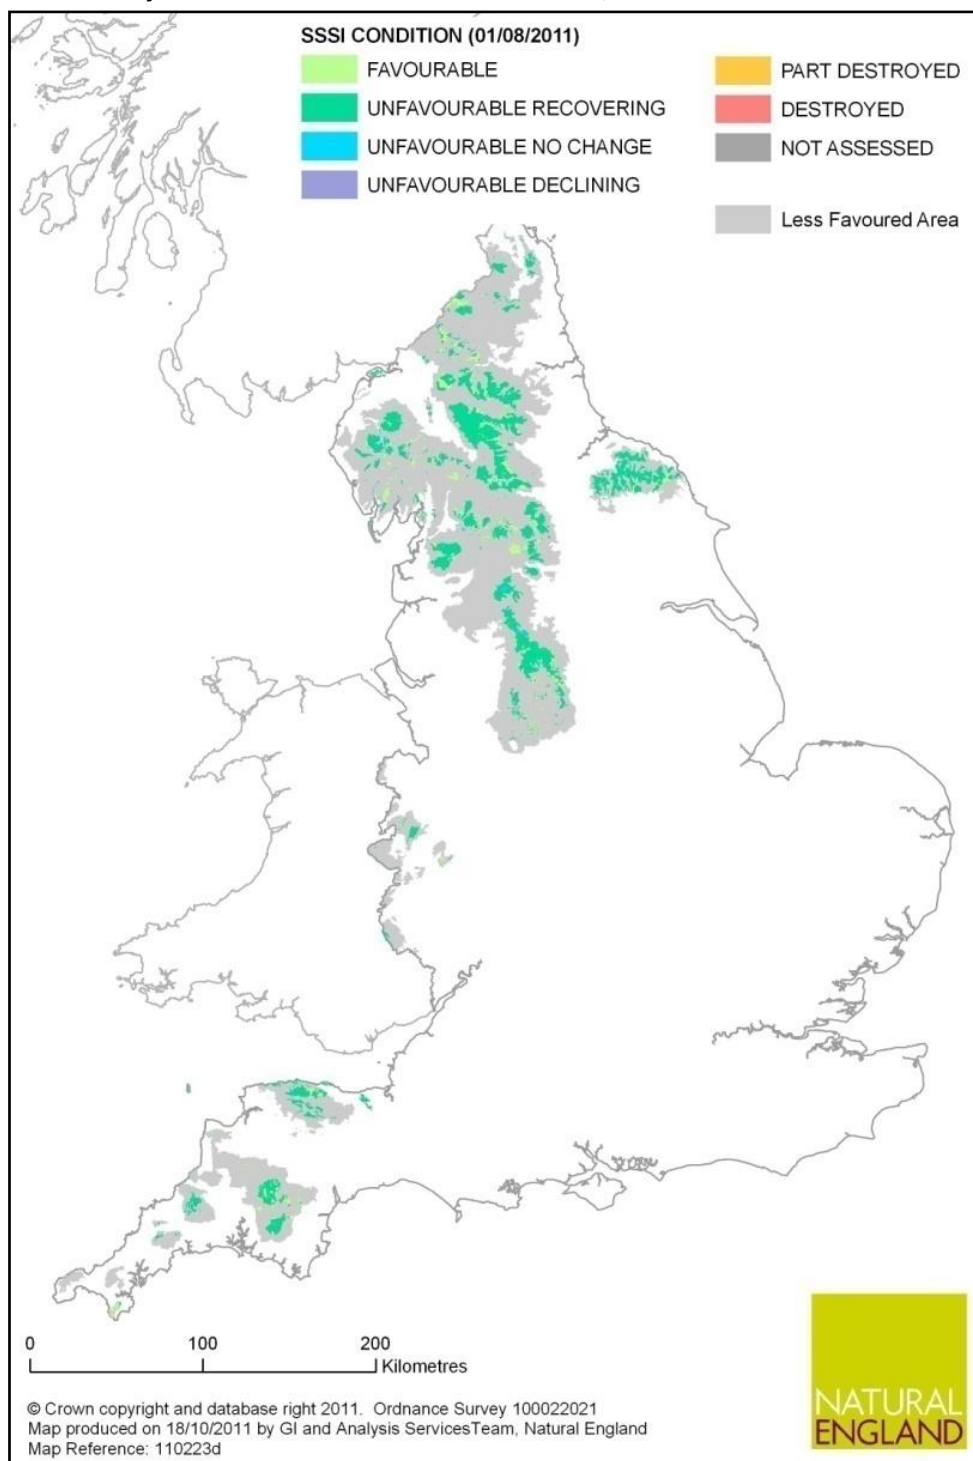 SSSI CONDITION (01/08/2011)
FAVOURABLE
UNFAVOURABLE RECOVERING
UNFAVOURABLE NO CHANGE
UNFAVOURABLE DECLINING
PART DESTROYED
DESTROYED
NOT ASSESSED
Less Favoured Area
0 100 200
Kilometres
© Crown copyright and database right 2011. Ordnance Survey 100022021
Map produced on 18/10/2011 by GI and Analysis ServicesTeam, Natural England
Map Reference: 110223d
NATURAL
ENGLAND